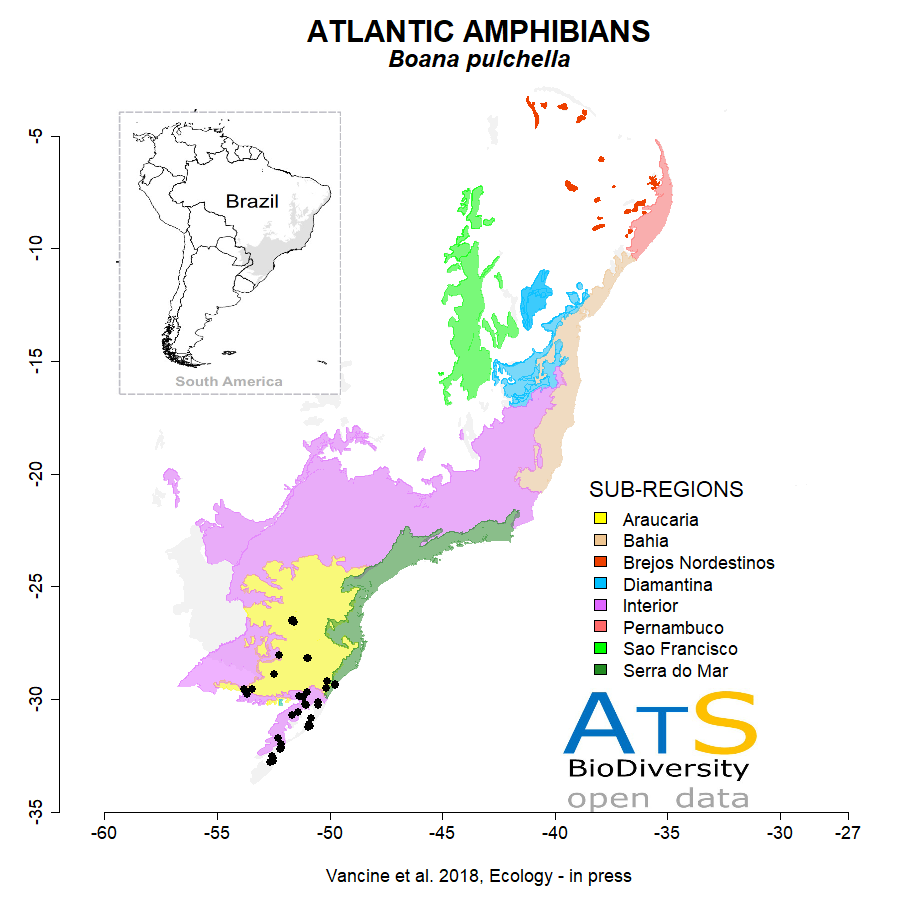 ATLANTIC AMPHIBIANS
Boana pulchella
Brazil
South America
-5
-10
-15
-20
-25
-30
-35
SUB-REGIONS
Araucaria
Bahia
Brejos Nordestinos
Diamantina
Interior
Pernambuco
Sao Francisco
Serra do Mar
ATS
BioDiversity
open data
-60 -55 -50 -45 -40 -35 -30 -27
Vancine et al. 2018, Ecology - in press